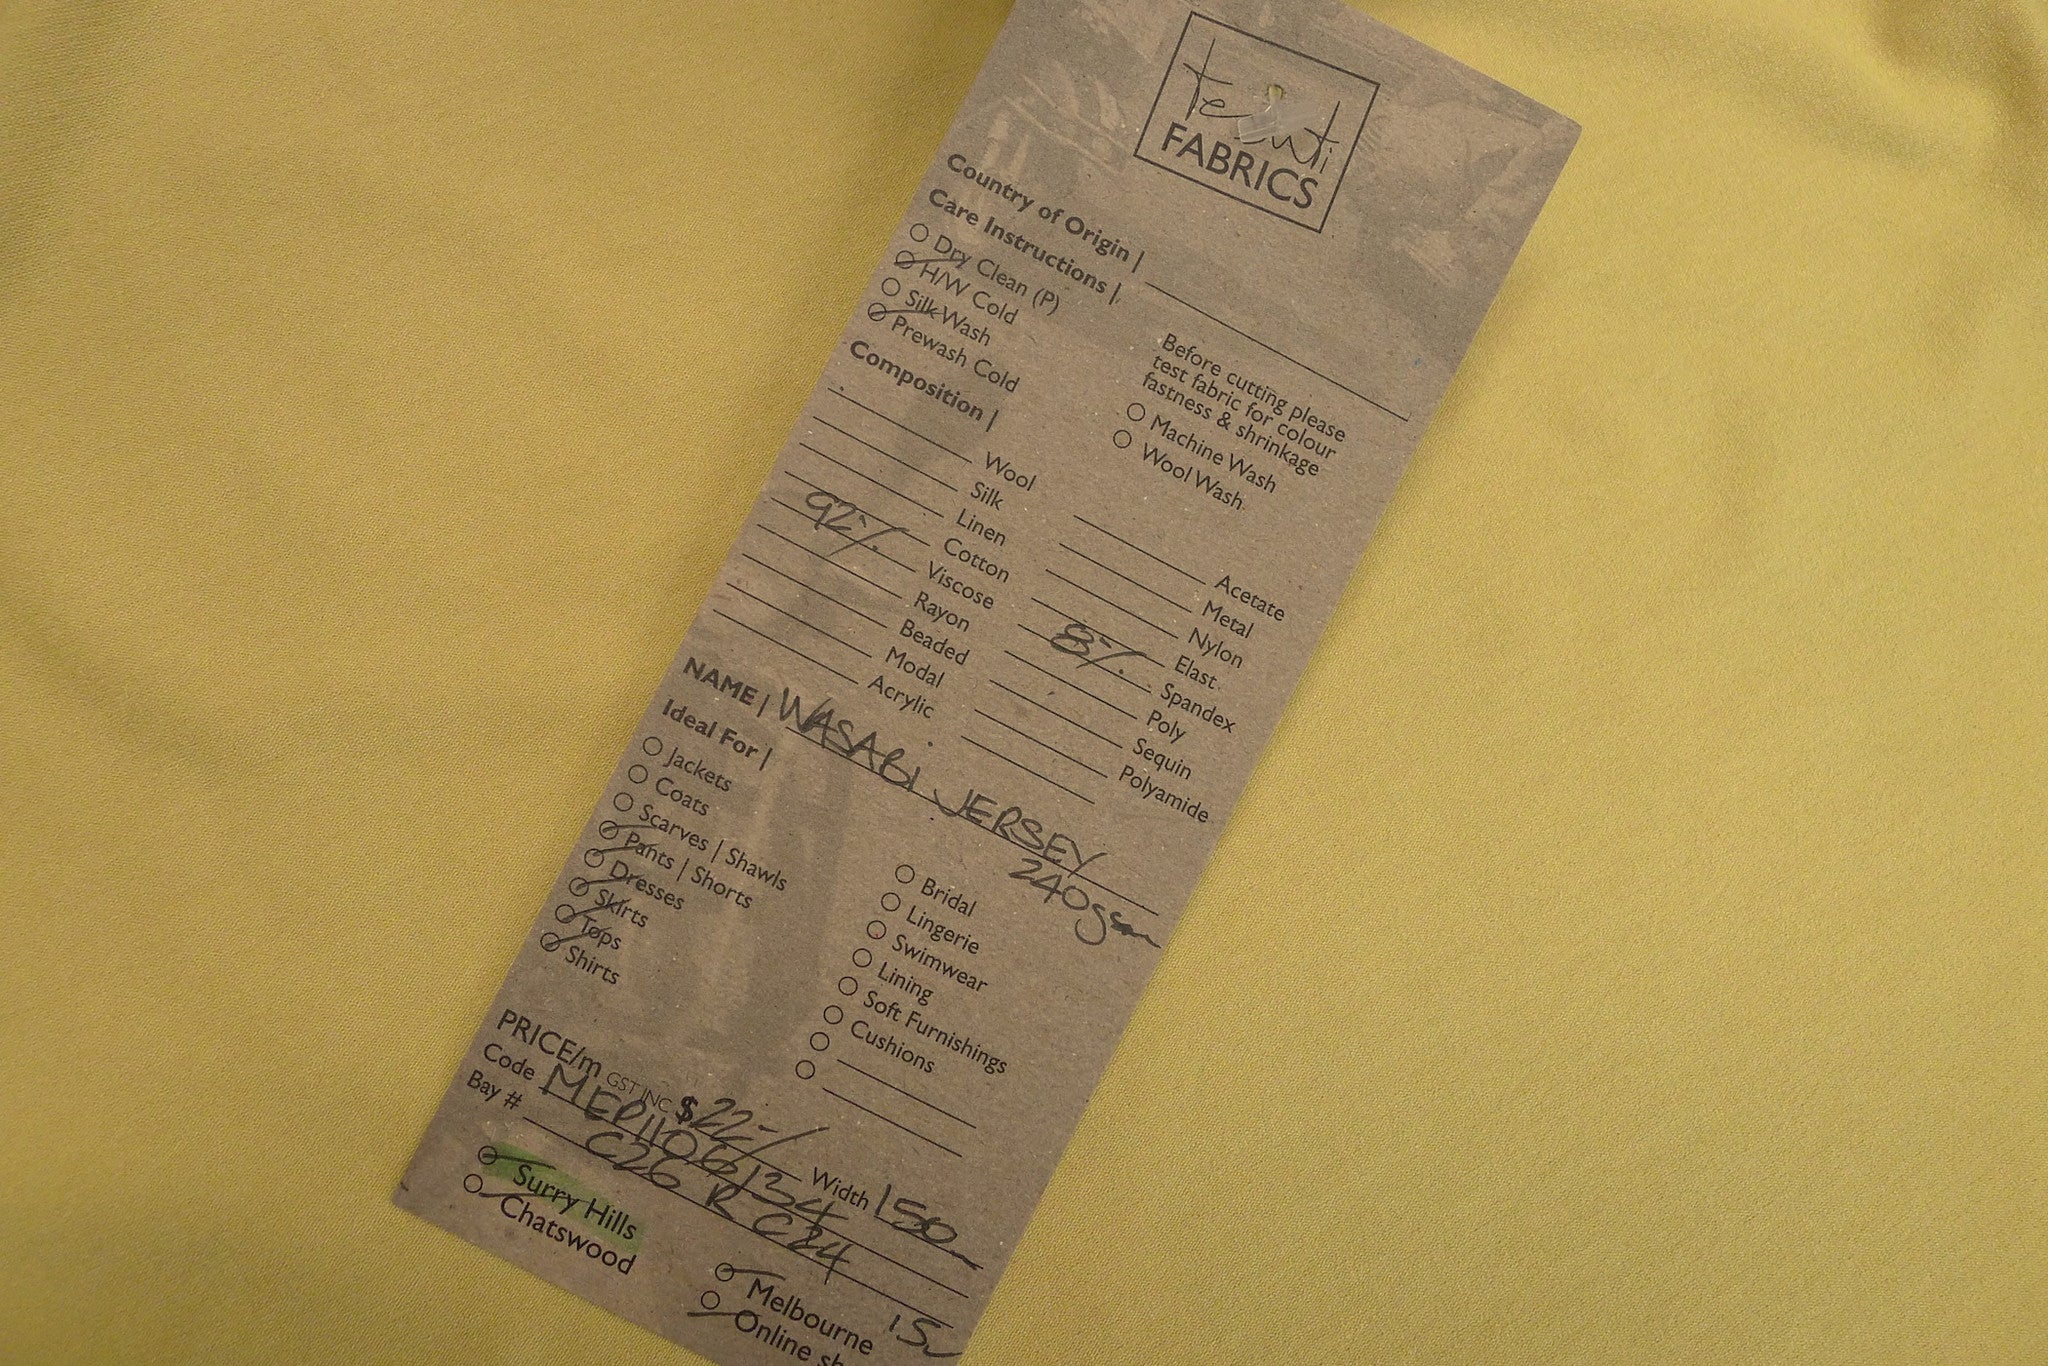 FABRICS
Country of Origin |
Care Instructions |
Dry Clean (P)
H/W Cold
Silk Wash
Prewash Cold
Before cutting please
test fabric for colour
fastness & shrinkage
Machine Wash
Wool Wash
Composition |
Wool
Silk
Linen
Cotton
92% Viscose
Rayon
Beaded
Modal
Acrylic
Acetate
Metal
Nylon
Elast.
8% Spandex
Poly
Sequin
Polyamide
NAME | WASABI JERSEY
240gsm
Ideal For |
Jackets
Coats
Scarves | Shawls
Pants | Shorts
Dresses
Skirts
Tops
Shirts
Bridal
Lingerie
Swimwear
Lining
Soft Furnishings
Cushions
PRICE/m GST INC $22-/
Width 150
Code
Bay # C26 R C24
Surry Hills
Chatswood
Melbourne
Online